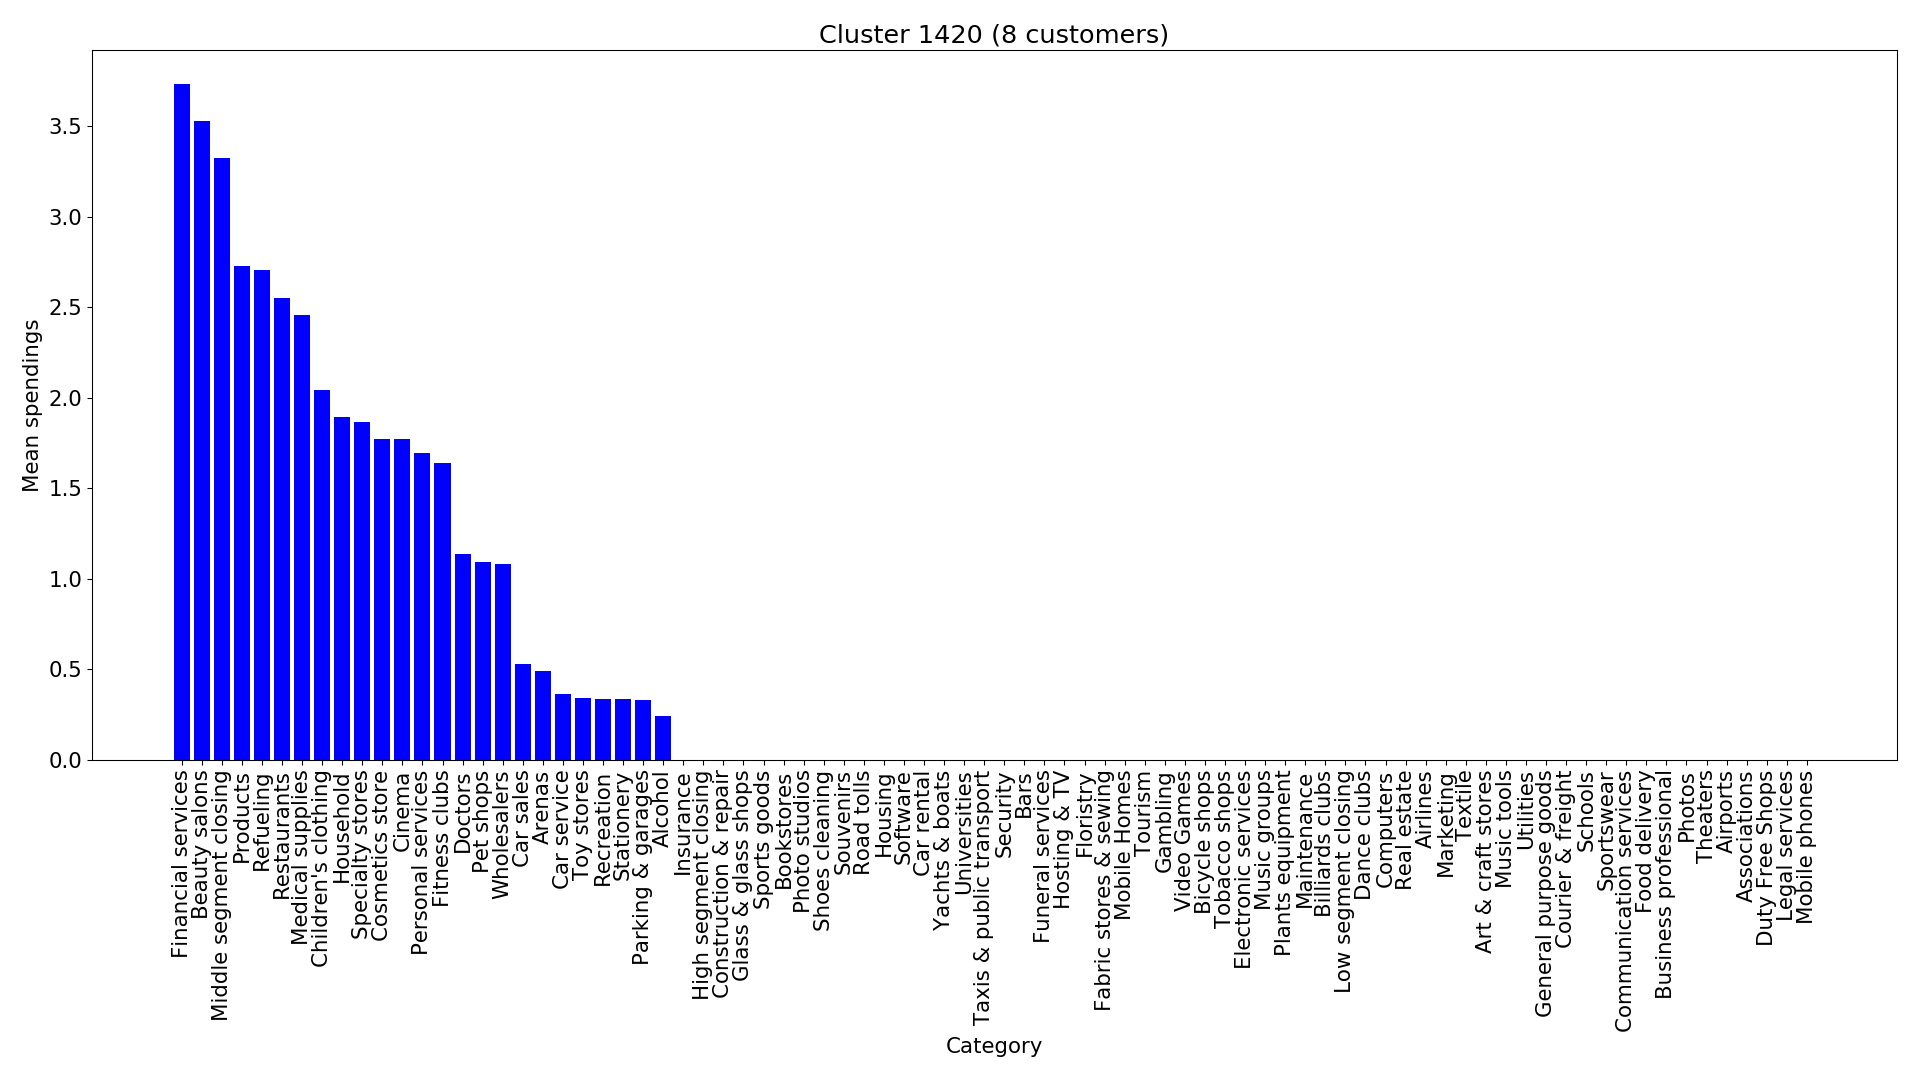 Cluster 1420 (8 customers)
Mean spendings
3.5
3.0
2.5
2.0
1.5
1.0
0.5
0.0
Financial services
Beauty salons
Middle segment closing
Products
Refueling
Restaurants
Medical supplies
Children's clothing
Household
Specialty stores
Cosmetics store
Cinema
Personal services
Fitness clubs
Doctors
Pet shops
Wholesalers
Car sales
Arenas
Car service
Toy stores
Recreation
Stationery
Parking & garages
Alcohol
Insurance
High segment closing
Construction & repair
Glass & glass shops
Sports goods
Bookstores
Photo studios
Shoes cleaning
Souvenirs
Road tolls
Housing
Software
Car rental
Yachts & boats
Universities
Taxis & public transport
Security
Bars
Funeral services
Hosting & TV
Floristry
Fabric stores & sewing
Mobile Homes
Tourism
Gambling
Video Games
Bicycle shops
Tobacco shops
Electronic services
Music groups
Plants equipment
Maintenance
Billiards clubs
Low segment closing
Dance clubs
Computers
Real estate
Airlines
Marketing
Textile
Art & craft stores
Music tools
Utilities
General purpose goods
Courier & freight
Schools
Sportswear
Communication services
Food delivery
Business professional
Photos
Theaters
Airports
Associations
Duty Free Shops
Legal services
Mobile phones
Category